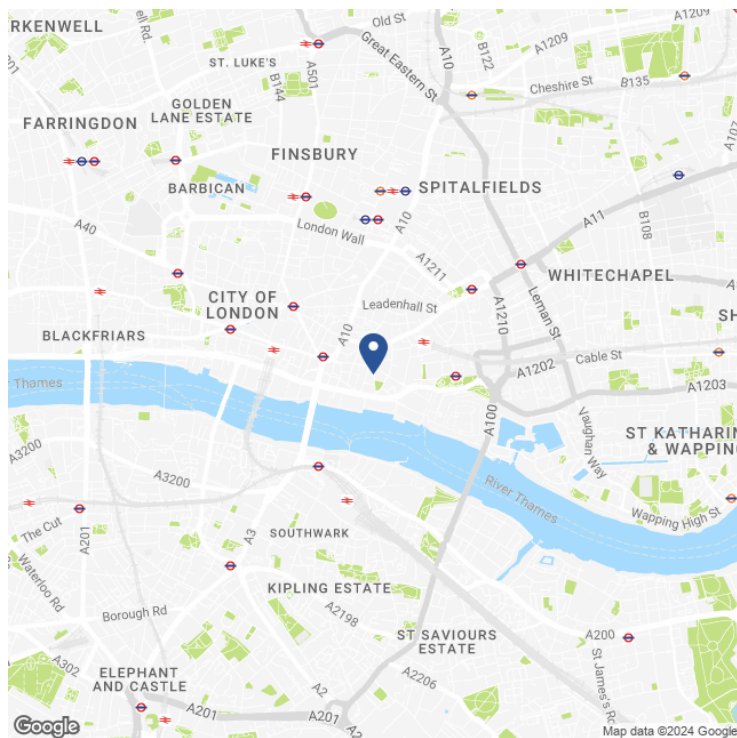 RKENWELL
ell Rd.
Old St
A1209
A10
B122
A1209
Great Eastern St
ST. LUKE'S
A501
B144
Cheshire St
B135
GOLDEN
LANE ESTATE
FARRINGDON
A107
FINSBURY
BARBICAN
SPITALFIELDS
A40
London Wall
A10
A11
B108
A1211
WHITECHAPEL
CITY OF
LONDON
Leadenhall St
A1210
Leman St
SH
BLACKFRIARS
A10
Cable St
A1202
A1203
Thames
A100
Vaughan Way
ST KATHARIN
& WAPPING
A3200
A3200
River Thames
Wapping High St
The Cut
A201
A3
SOUTHWARK
Waterloo Rd
KIPLING ESTATE
Borough Rd
A2198
ST SAVIOURS
ESTATE
A200
A302
ELEPHANT
AND CASTLE
A2206
St James's Rd
A2
A201
A201
A2
Google
Map data ©2024 Google